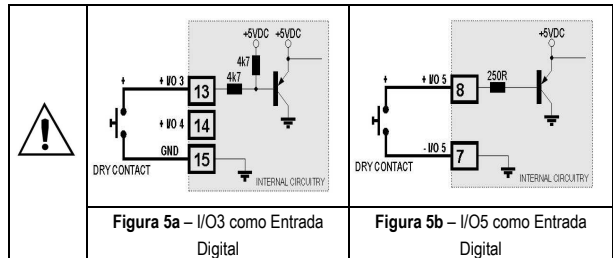 +5VDC
4k7
4k7
+ + I/O 3 13
+ I/O 4 14
GND 15
DRY CONTACT
INTERNAL CIRCUITRY
Figura 5a – I/O3 como Entrada
Digital
+5VDC
250R
+ + I/O 5 8
- I/O 5 7
DRY CONTACT
INTERNAL CIRCUITRY
Figura 5b – I/O5 como Entrada
Digital